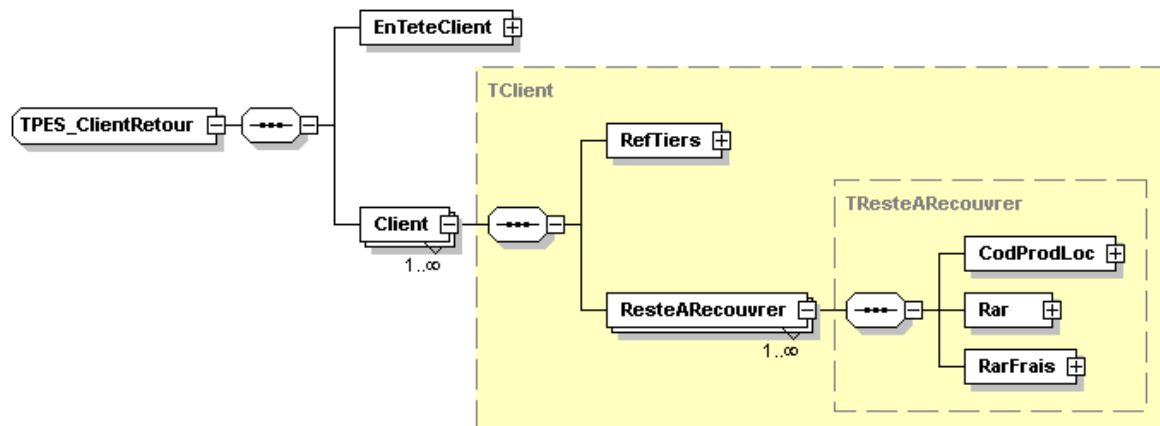 EnTeteClient
TClient
TPES_ClientRetour
RefTiers
TResteARecouvrer
Client
1..∞
CodProdLoc
ResteARecouvrer
1..∞
Rar
RarFrais